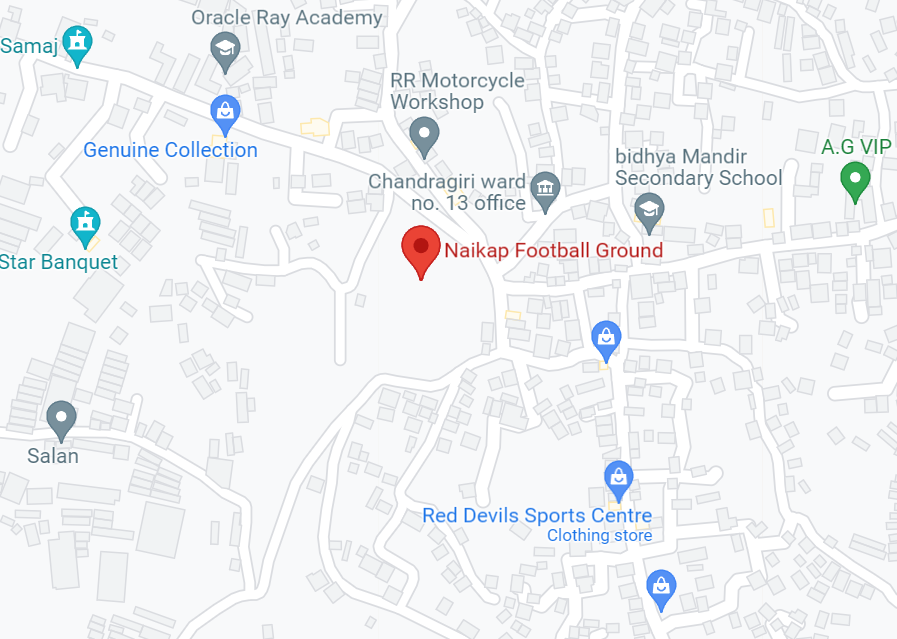 Oracle Ray Academy
Samaj
RR Motorcycle
Workshop
Genuine Collection
A.G VIP
bidhya Mandir
Secondary School
Chandragiri ward
no. 13 office
Naikap Football Ground
Star Banquet
Salan
Red Devils Sports Centre
Clothing store